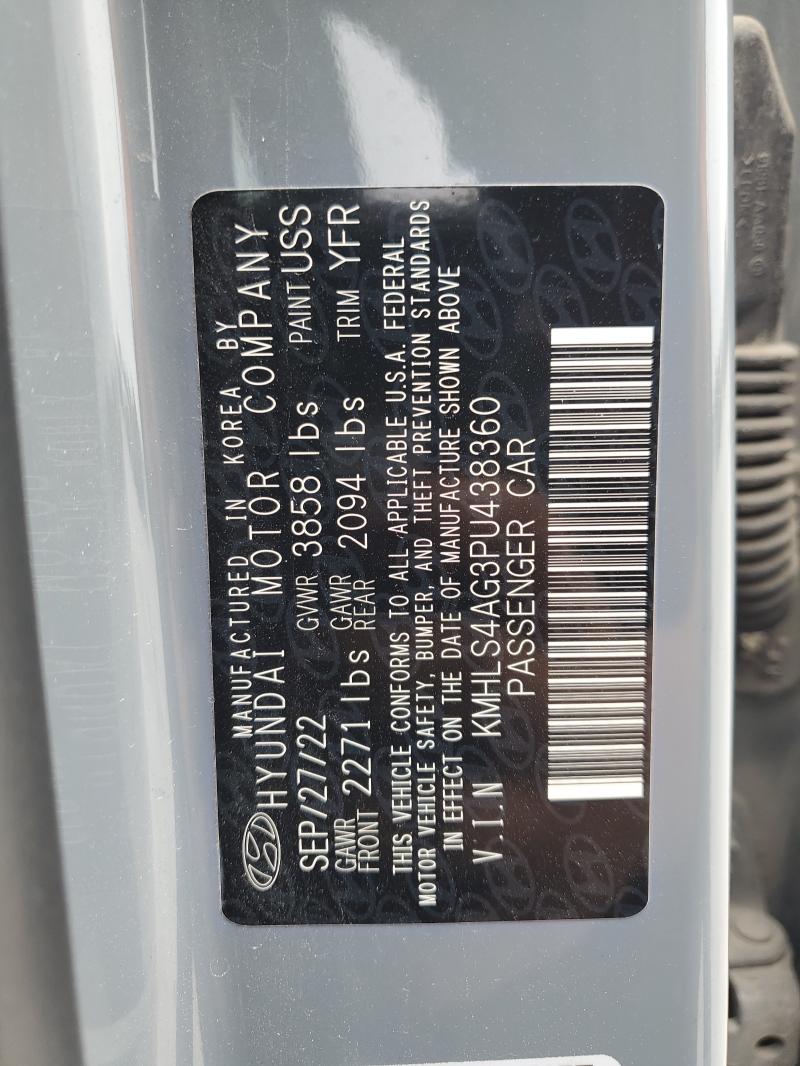 MANUFACTURED IN KOREA BY
HYUNDAI MOTOR COMPANY
SEP/27/22 GVWR 3858 lbs PAINT USS
GAWR FRONT 2271 lbs GAWR REAR 2094 lbs TRIM YFR
THIS VEHICLE CONFORMS TO ALL APPLICABLE U.S.A. FEDERAL
MOTOR VEHICLE SAFETY, BUMPER, AND THEFT PREVENTION STANDARDS
IN EFFECT ON THE DATE OF MANUFACTURE SHOWN ABOVE
V.I.N KMHLS4AG3PU438360
PASSENGER CAR